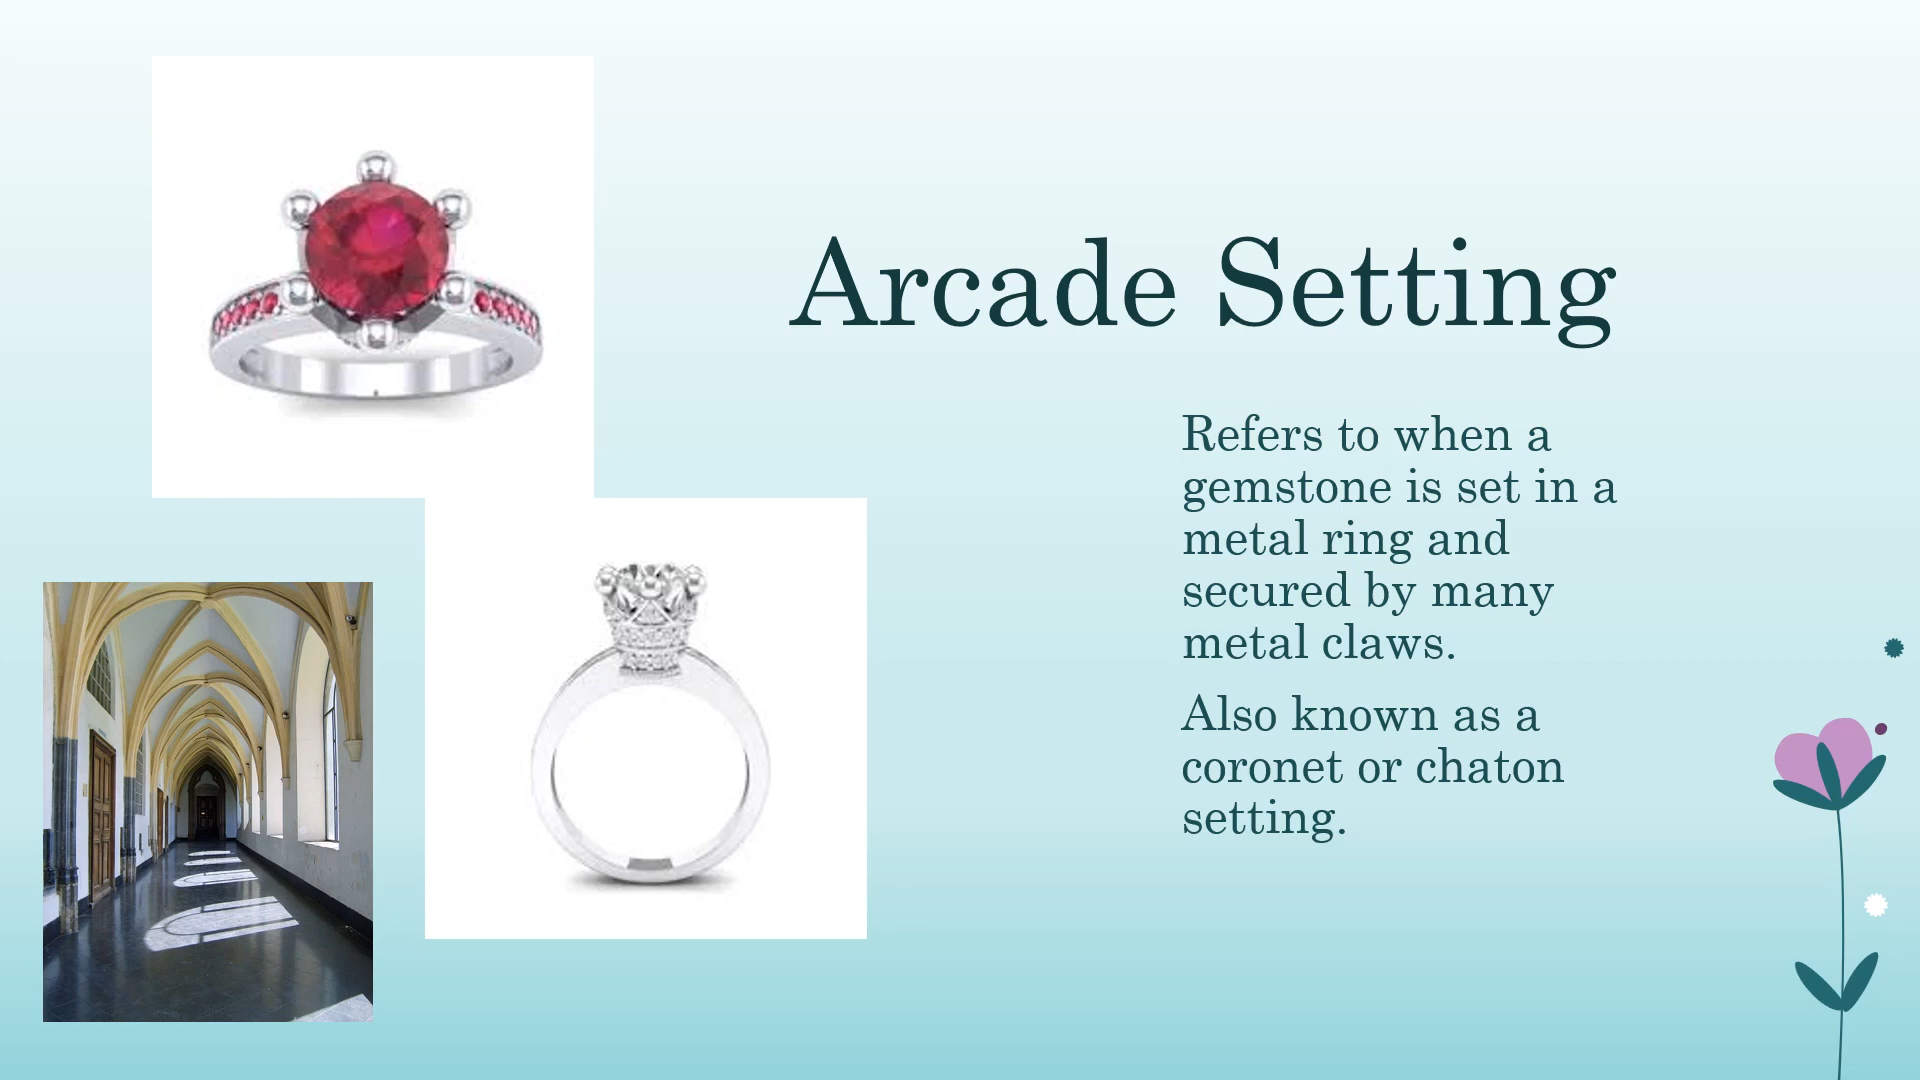 Arcade Setting
Refers to when a
gemstone is set in a
metal ring and
secured by many
metal claws.
Also known as a
coronet or chaton
setting.